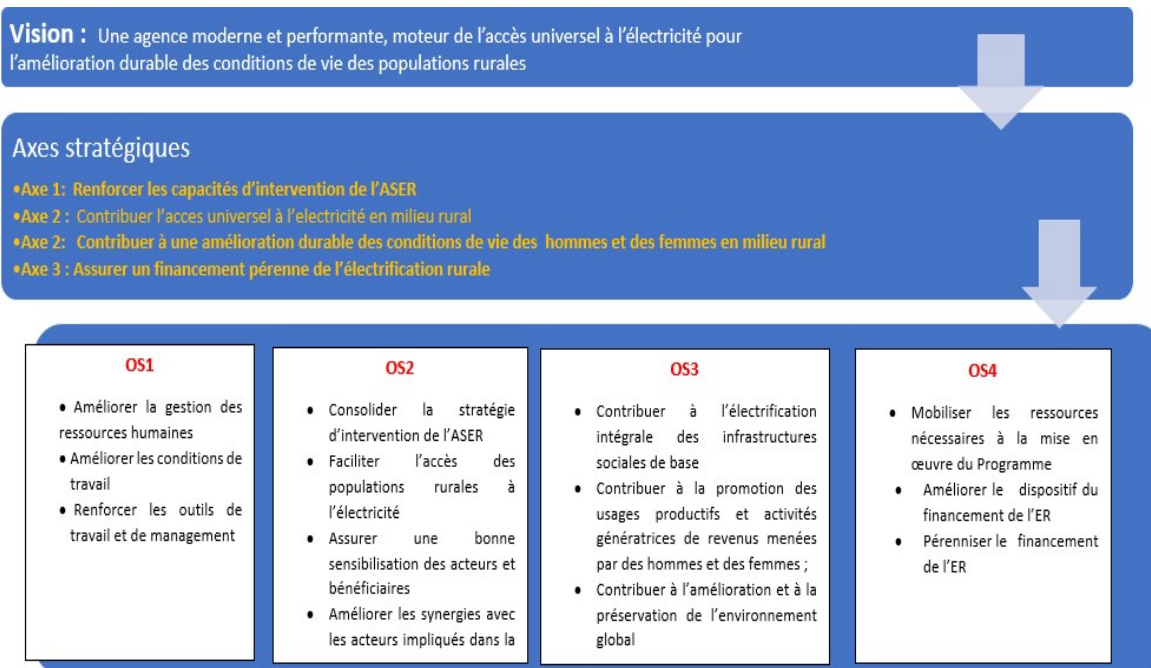 Vision : Une agence moderne et performante, moteur de l'accès universel à l'électricité pour
l'amélioration durable des conditions de vie des populations rurales
Axes stratégiques
•Axe 1: Renforcer les capacités d'intervention de l'ASER
•Axe 2 : Contribuer l'acces universel à l'electricité en milieu rural
•Axe 2: Contribuer à une amélioration durable des conditions de vie des hommes et des femmes en milieu rural
•Axe 3 : Assurer un financement pérenne de l'électrification rurale
OS1
• Améliorer la gestion des
ressources humaines
• Améliorer les conditions de
travail
• Renforcer les outils de
travail et de management
OS2
• Consolider la stratégie
d'intervention de l'ASER
• Faciliter l'accès des
populations rurales à
l'électricité
• Assurer une bonne
sensibilisation des acteurs et
bénéficiaires
• Améliorer les synergies avec
les acteurs impliqués dans la
OS3
• Contribuer à l'électrification
intégrale des infrastructures
sociales de base
• Contribuer à la promotion des
usages productifs et activités
génératrices de revenus menées
par des hommes et des femmes ;
• Contribuer à l'amélioration et à la
préservation de l'environnement
global
OS4
• Mobiliser les ressources
nécessaires à la mise en
œuvre du Programme
• Améliorer le dispositif du
financement de l'ER
• Pérenniser le financement
de l'ER